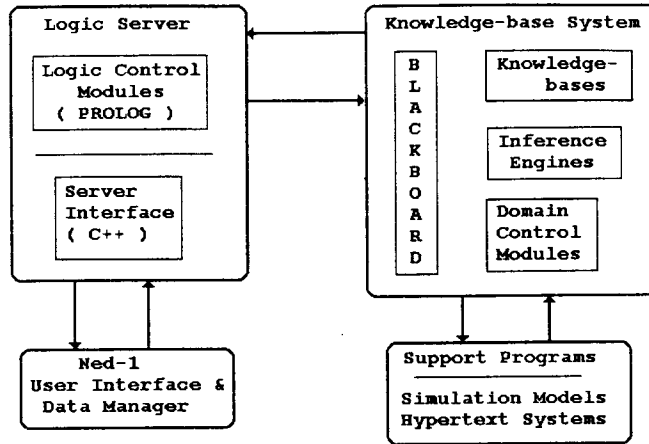 Logic Server
Logic Control
Modules
( PROLOG )
Server
Interface
( C++ )
Knowledge-base System
B
L
A
C
K
B
O
A
R
D
Knowledge-
bases
Inference
Engines
Domain
Control
Modules
Ned-1
User Interface &
Data Manager
Support Programs
Simulation Models
Hypertext Systems